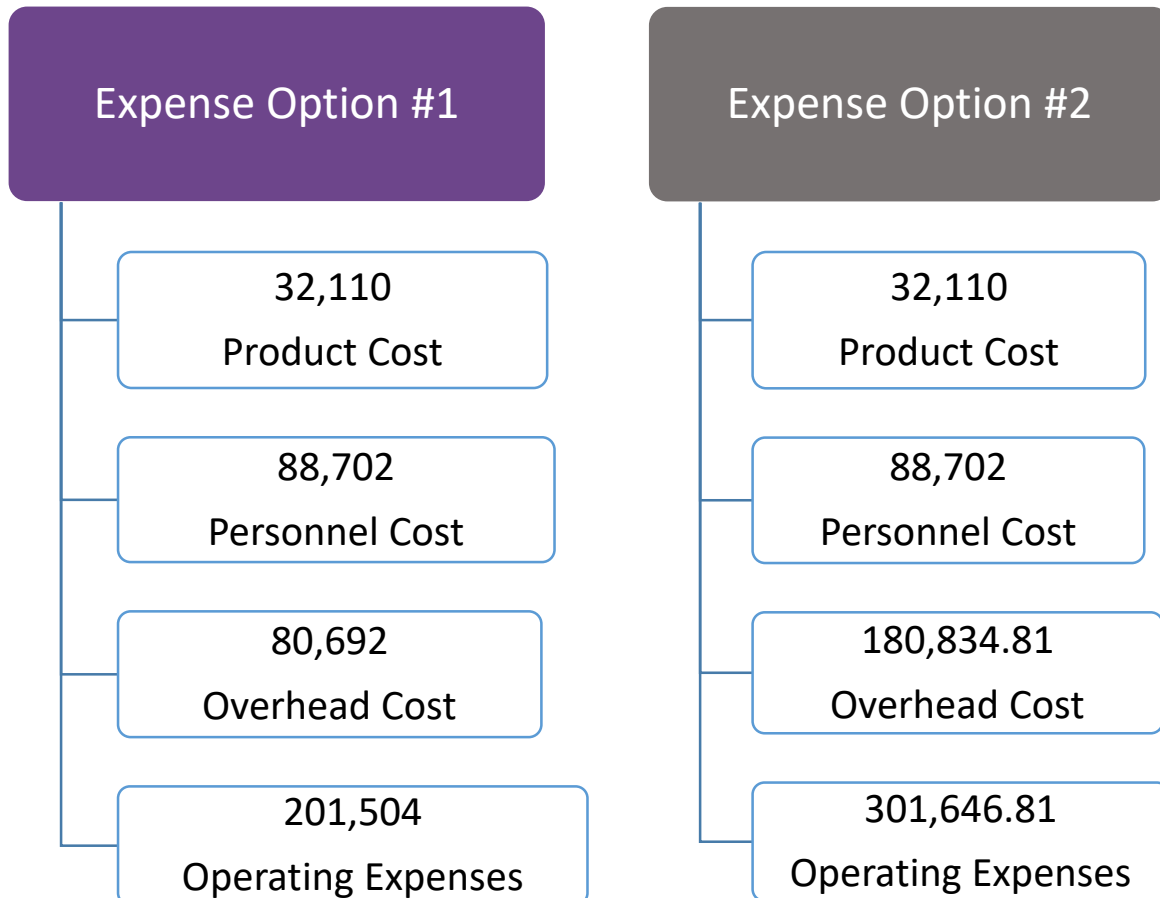 Expense Option #1
32,110
Product Cost
88,702
Personnel Cost
80,692
Overhead Cost
201,504
Operating Expenses
Expense Option #2
32,110
Product Cost
88,702
Personnel Cost
180,834.81
Overhead Cost
301,646.81
Operating Expenses